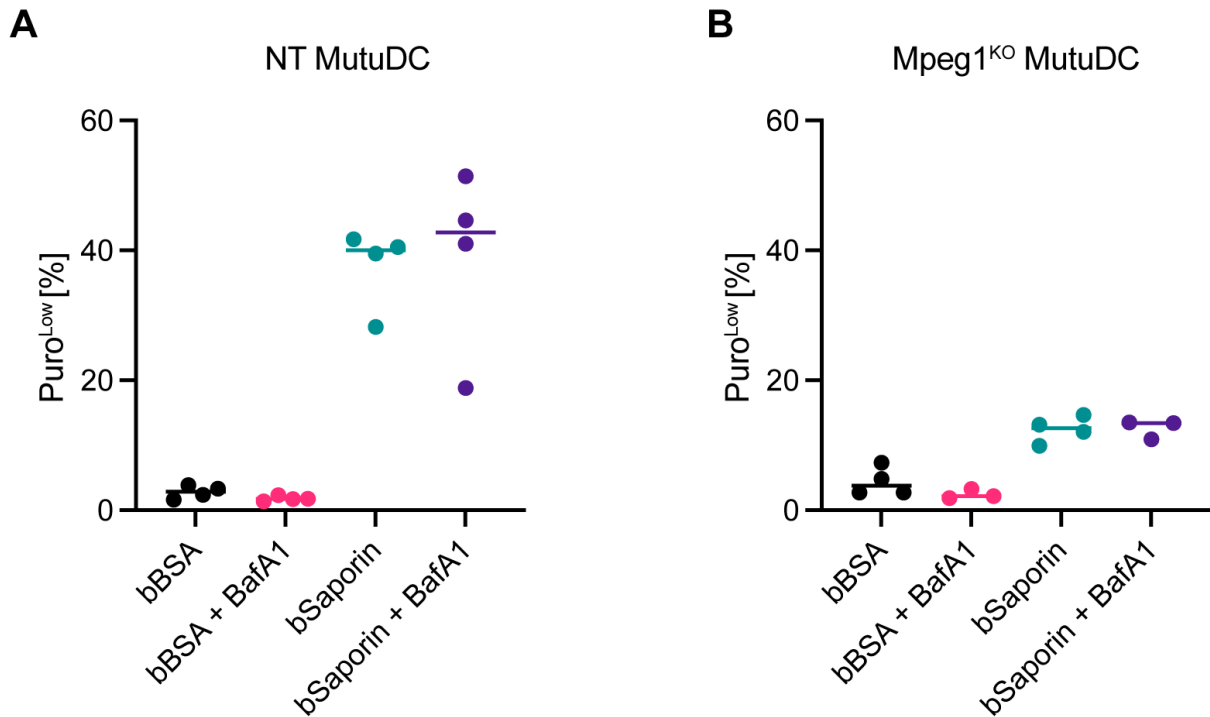 A
NT MutuDC
Puro^Low [%]
60
40
20
0
bBSA
bBSA + BafA1
bSaporin
bSaporin + BafA1
B
Mpeg1^KO MutuDC
Puro^Low [%]
60
40
20
0
bBSA
bBSA + BafA1
bSaporin
bSaporin + BafA1